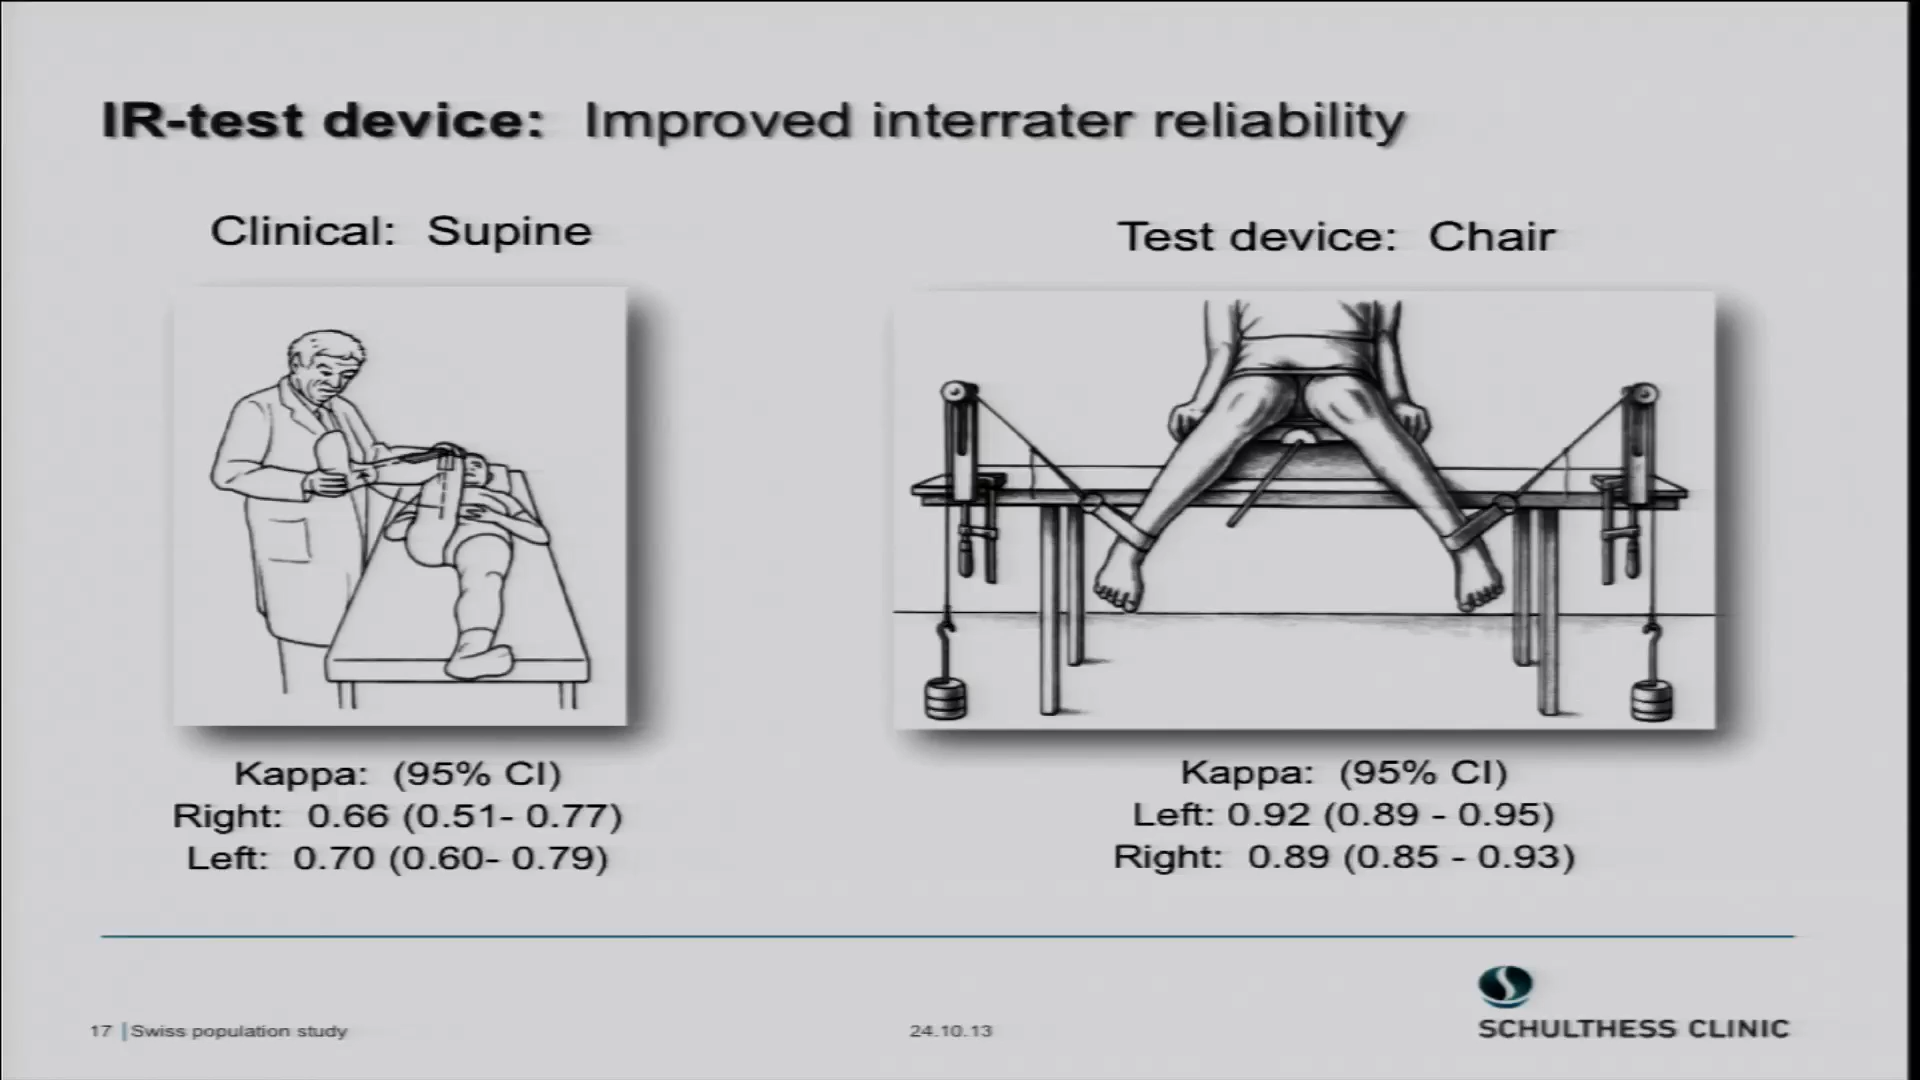 IR-test device: Improved interrater reliability
Clinical: Supine
Test device: Chair
Kappa: (95% CI)
Right: 0.66 (0.51- 0.77)
Left: 0.70 (0.60- 0.79)
Kappa: (95% CI)
Left: 0.92 (0.89 - 0.95)
Right: 0.89 (0.85 - 0.93)
17 | Swiss population study
24.10.13
SCHULTHESS CLINIC